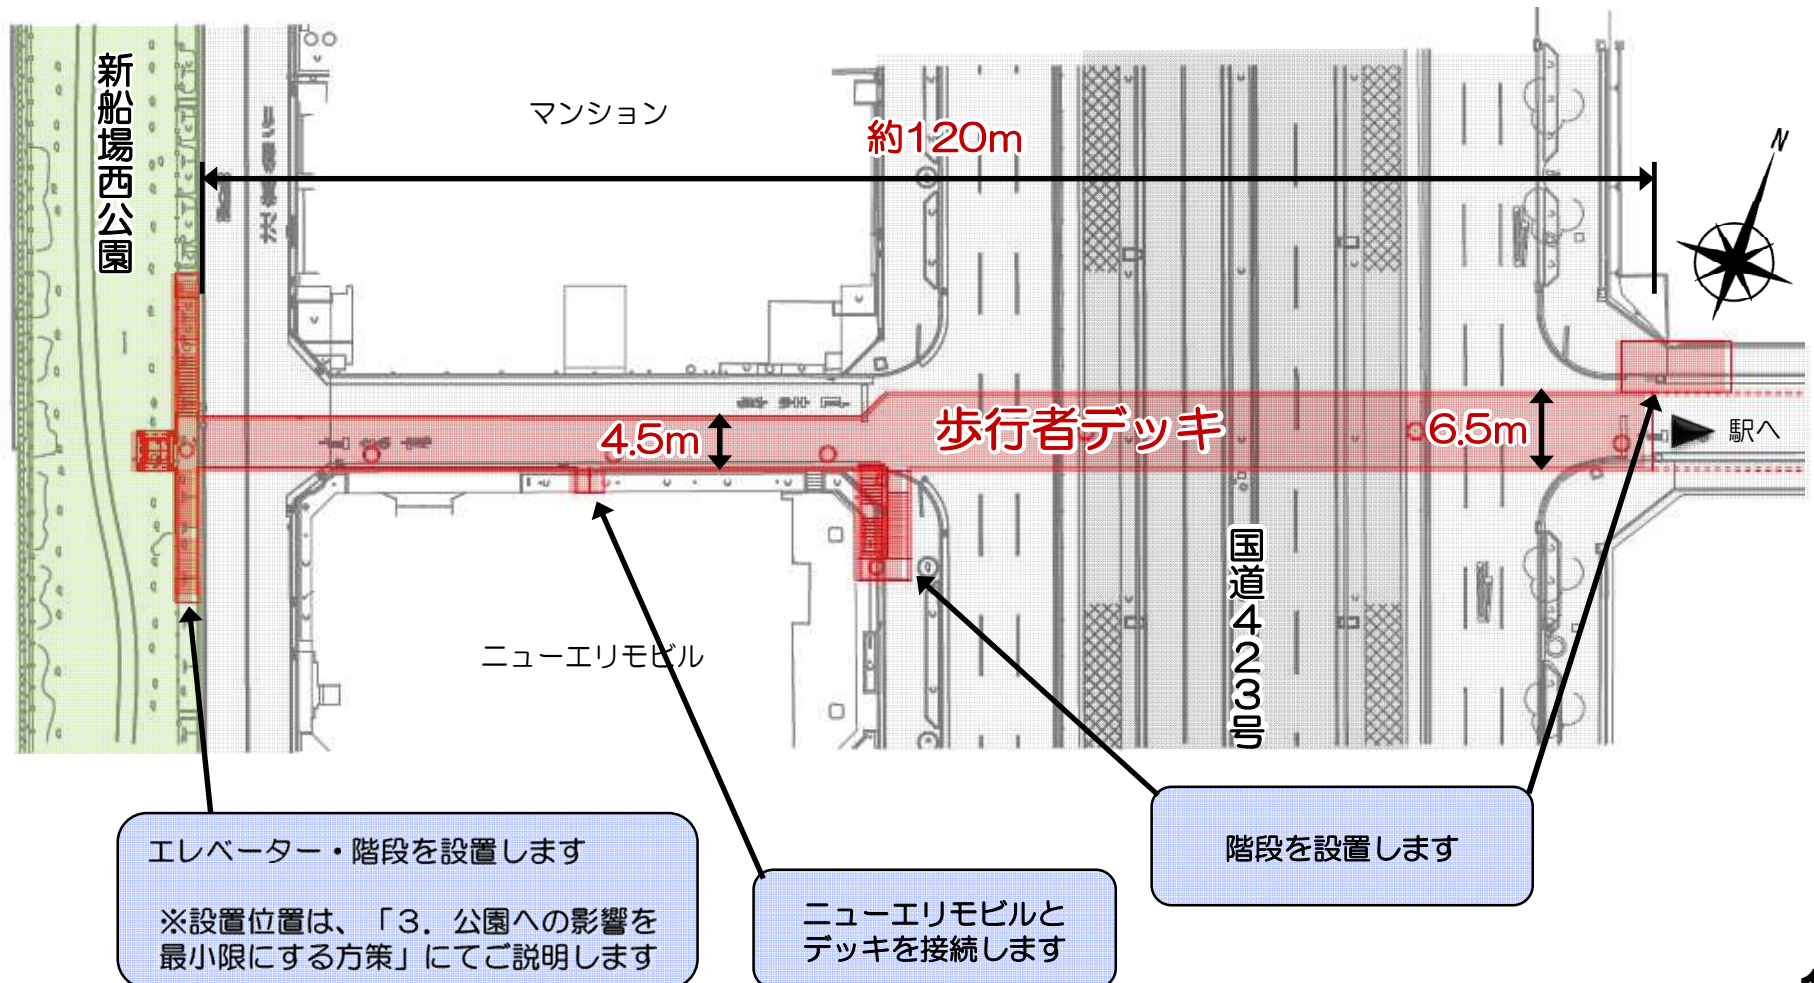 新船場西公園
マンション
約120m
N
4.5m
歩行者デッキ
6.5m
駅へ
国道423号
ニューエリモビル
エレベーター・階段を設置します
※設置位置は、「3. 公園への影響を
最小限にする方策」にてご説明します
ニューエリモビルと
デッキを接続します
階段を設置します